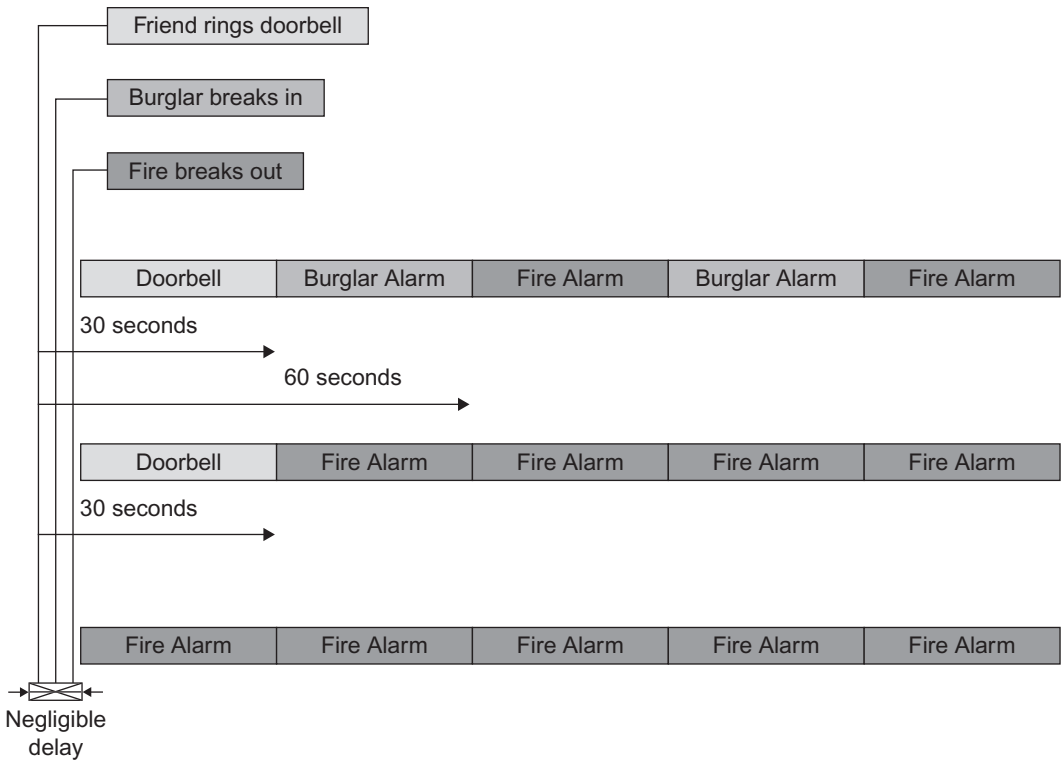 Friend rings doorbell
Burglar breaks in
Fire breaks out
Doorbell Burglar Alarm Fire Alarm Burglar Alarm Fire Alarm
30 seconds
60 seconds
Doorbell Fire Alarm Fire Alarm Fire Alarm Fire Alarm
30 seconds
Fire Alarm Fire Alarm Fire Alarm Fire Alarm Fire Alarm
Negligible
delay